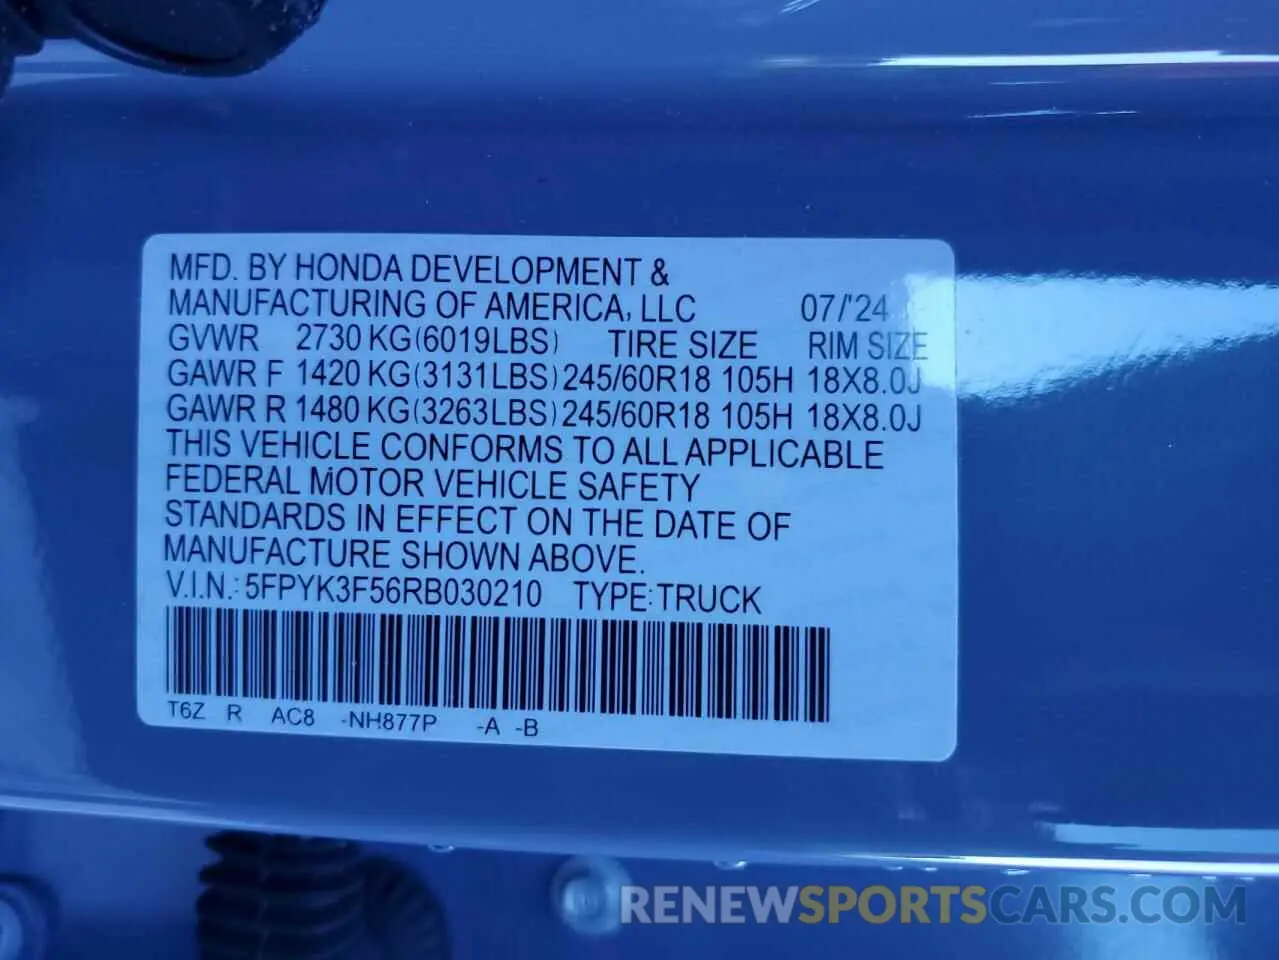 MFD. BY HONDA DEVELOPMENT &
MANUFACTURING OF AMERICA, LLC 07/'24
GVWR 2730 KG(6019LBS) TIRE SIZE RIM SIZE
GAWR F 1420 KG(3131LBS) 245/60R18 105H 18X8.0J
GAWR R 1480 KG(3263LBS) 245/60R18 105H 18X8.0J
THIS VEHICLE CONFORMS TO ALL APPLICABLE
FEDERAL MOTOR VEHICLE SAFETY
STANDARDS IN EFFECT ON THE DATE OF
MANUFACTURE SHOWN ABOVE.
V.I.N.: 5FPYK3F56RB030210 TYPE:TRUCK
T6Z R AC8 -NH877P -A -B
RENEWSPORTSCARS.COM